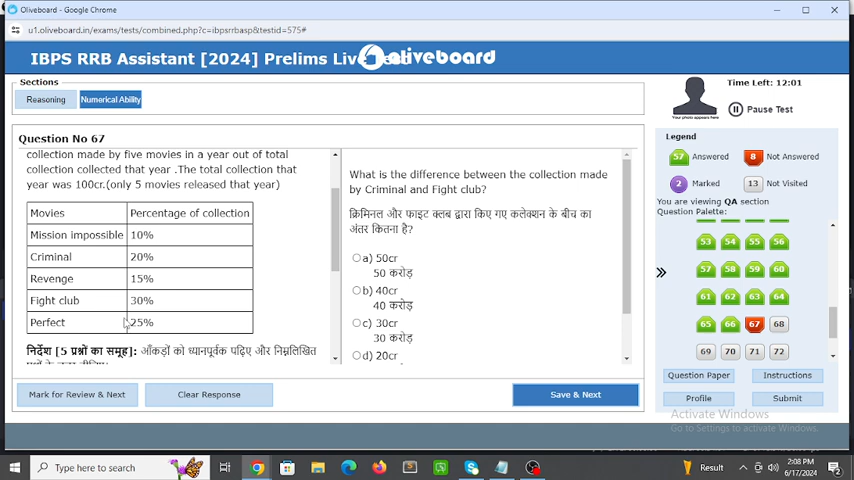 Oliveboard - Google Chrome
u1.oliveboard.in/exams/tests/combined.php?c=ibpsrrbasp&testid=575#
IBPS RRB Assistant [2024] Prelims Live
oliveboard
Sections
Reasoning
Numerical Ability
Time Left: 12:01
Your photo appears here
Pause Test
Question No 67
collection made by five movies in a year out of total
collection collected that year .The total collection that
year was 100cr.(only 5 movies released that year)
Movies Percentage of collection
Mission impossible 10%
Criminal 20%
Revenge 15%
Fight club 30%
Perfect 25%
निर्देश [5 प्रश्नों का समूह]: आँकड़ों को ध्यानपूर्वक पढ़िए और निम्नलिखित
What is the difference between the collection made
by Criminal and Fight club?
क्रिमिनल और फाइट क्लब द्वारा किए गए कलेक्शन के बीच का
अंतर कितना है?
a) 50cr
50 करोड़
b) 40cr
40 करोड़
c) 30cr
30 करोड़
d) 20cr
Legend
57 Answered
8 Not Answered
2 Marked
13 Not Visited
You are viewing QA section
Question Palette:
53 54 55 56
57 58 59 60
61 62 63 64
65 66 67 68
69 70 71 72
Question Paper
Instructions
Profile
Submit
Mark for Review & Next
Clear Response
Save & Next
Activate Windows
Go to Settings to activate Windows.
Type here to search
Result
2:08 PM
6/17/2024
2